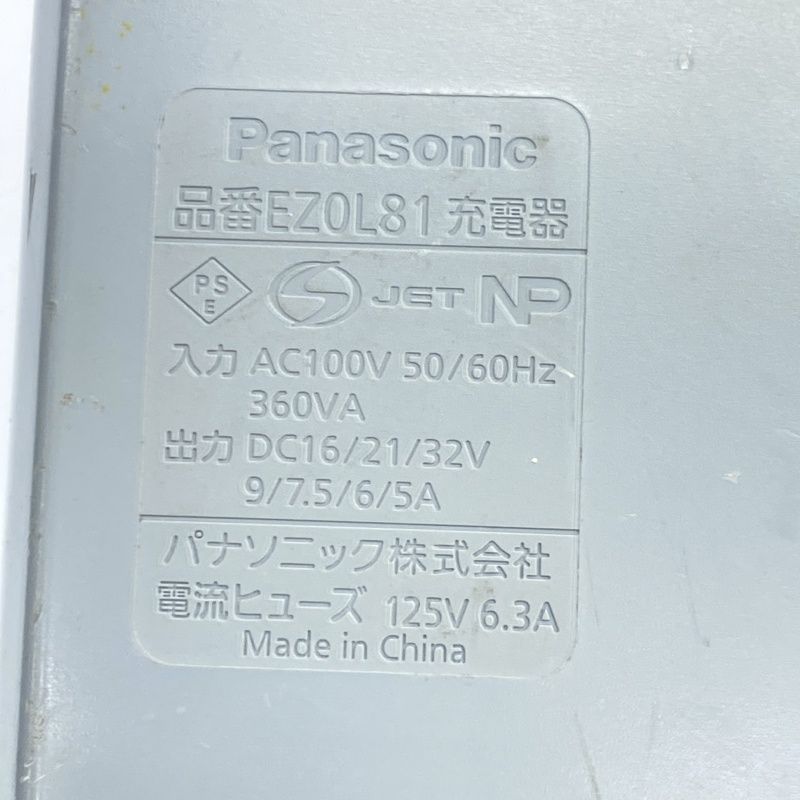 Panasonic
品番EZ0L81 充電器
PS
E
JET NP
入力 AC100V 50/60Hz
360VA
出力 DC16/21/32V
9/7.5/6/5A
パナソニック株式会社
電流ヒューズ 125V 6.3A
Made in China